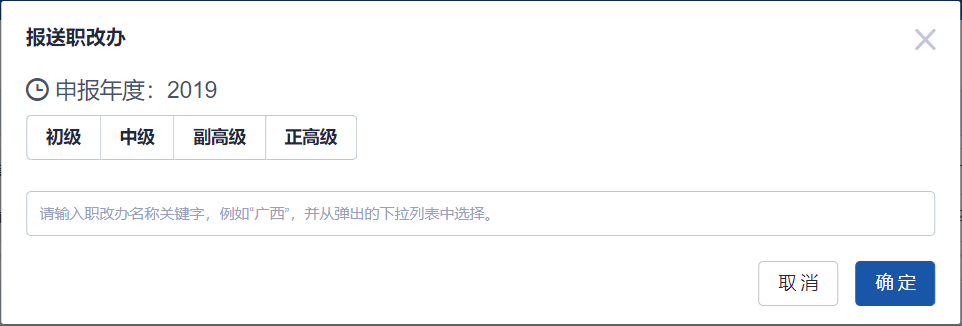 报送职改办
申报年度：2019
初级 中级 副高级 正高级
请输入职改办名称关键字，例如“广西”，并从弹出的下拉列表中选择。
取消 确定